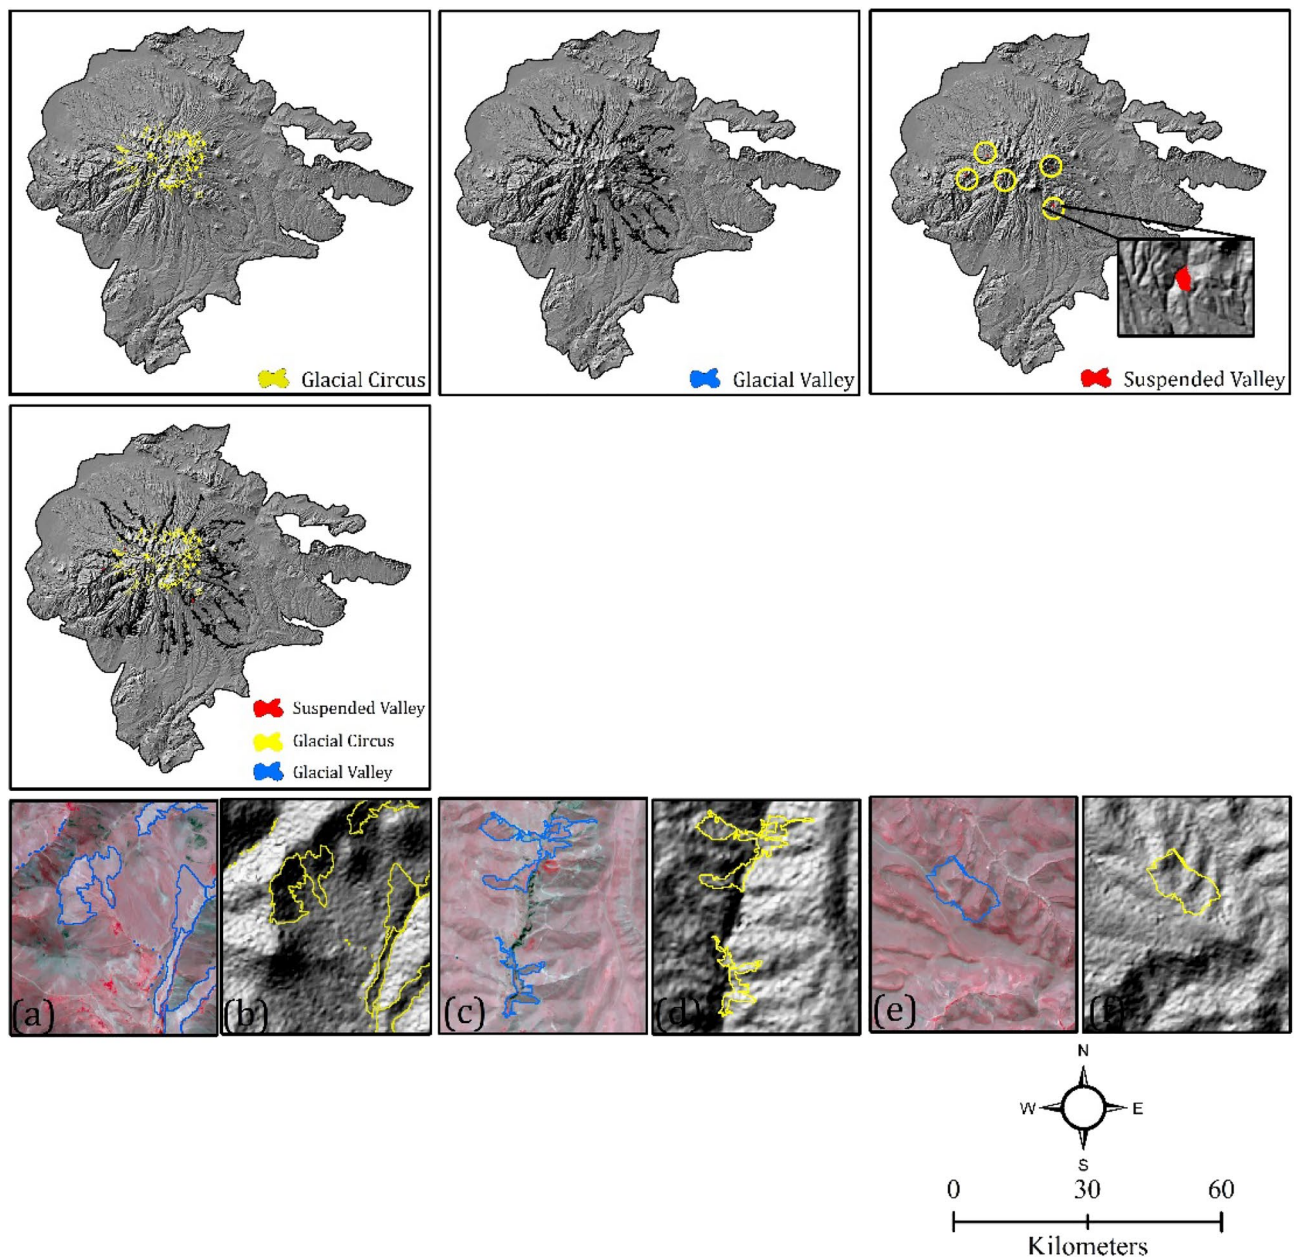 Glacial Circus
Glacial Valley
Suspended Valley
Suspended Valley
Glacial Circus
Glacial Valley
(a)
(b)
(c)
(d)
(e)
(f)
N
W E
S
0 30 60
Kilometers